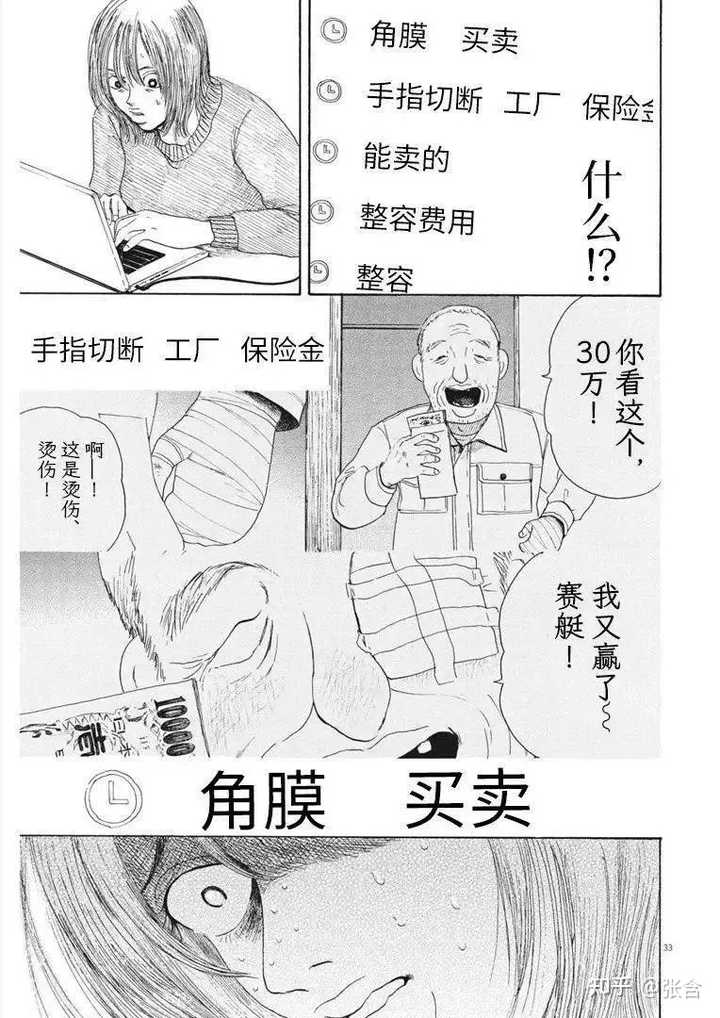 角膜 买卖
手指切断 工厂 保险金
能卖的
整容费用
整容
什么!?
手指切断 工厂 保险金
你看这个,
30万!
啊——!
这是烫伤、
烫伤!
我又赢了~
赛艇!
10000
角膜 买卖
33
知乎 @张含